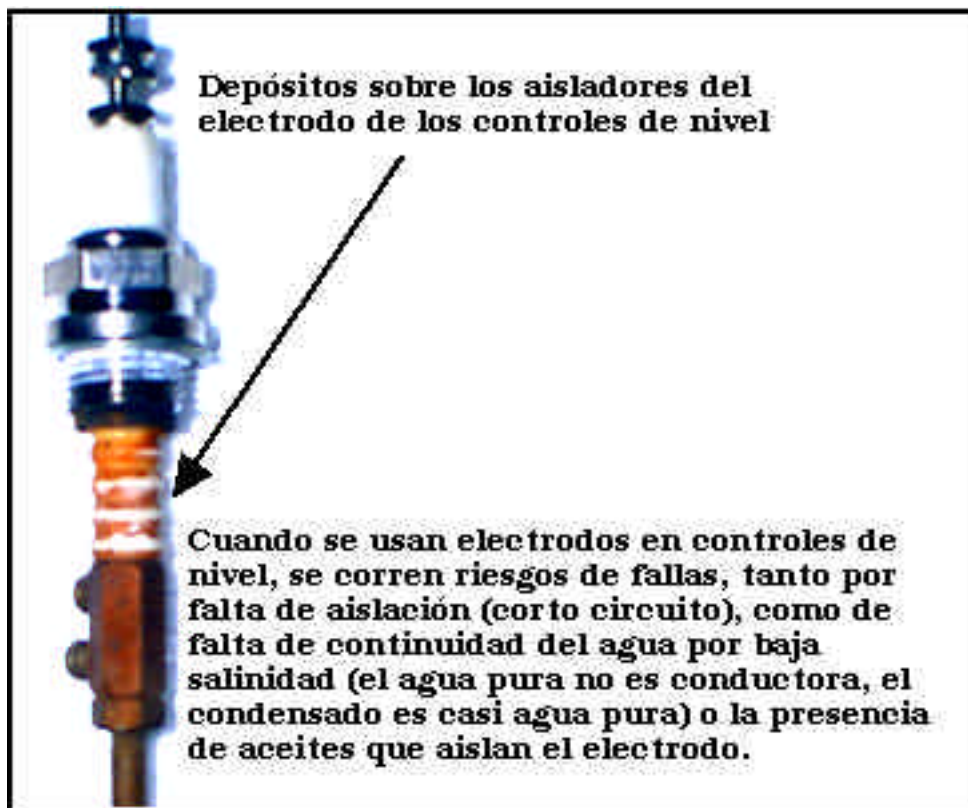 Depósitos sobre los aisladores del
electrodo de los controles de nivel
Cuando se usan electrodos en controles de
nivel, se corren riesgos de fallas, tanto por
falta de aislación (corto circuito), como de
falta de continuidad del agua por baja
salinidad (el agua pura no es conductora, el
condensado es casi agua pura) o la presencia
de aceites que aislan el electrodo.